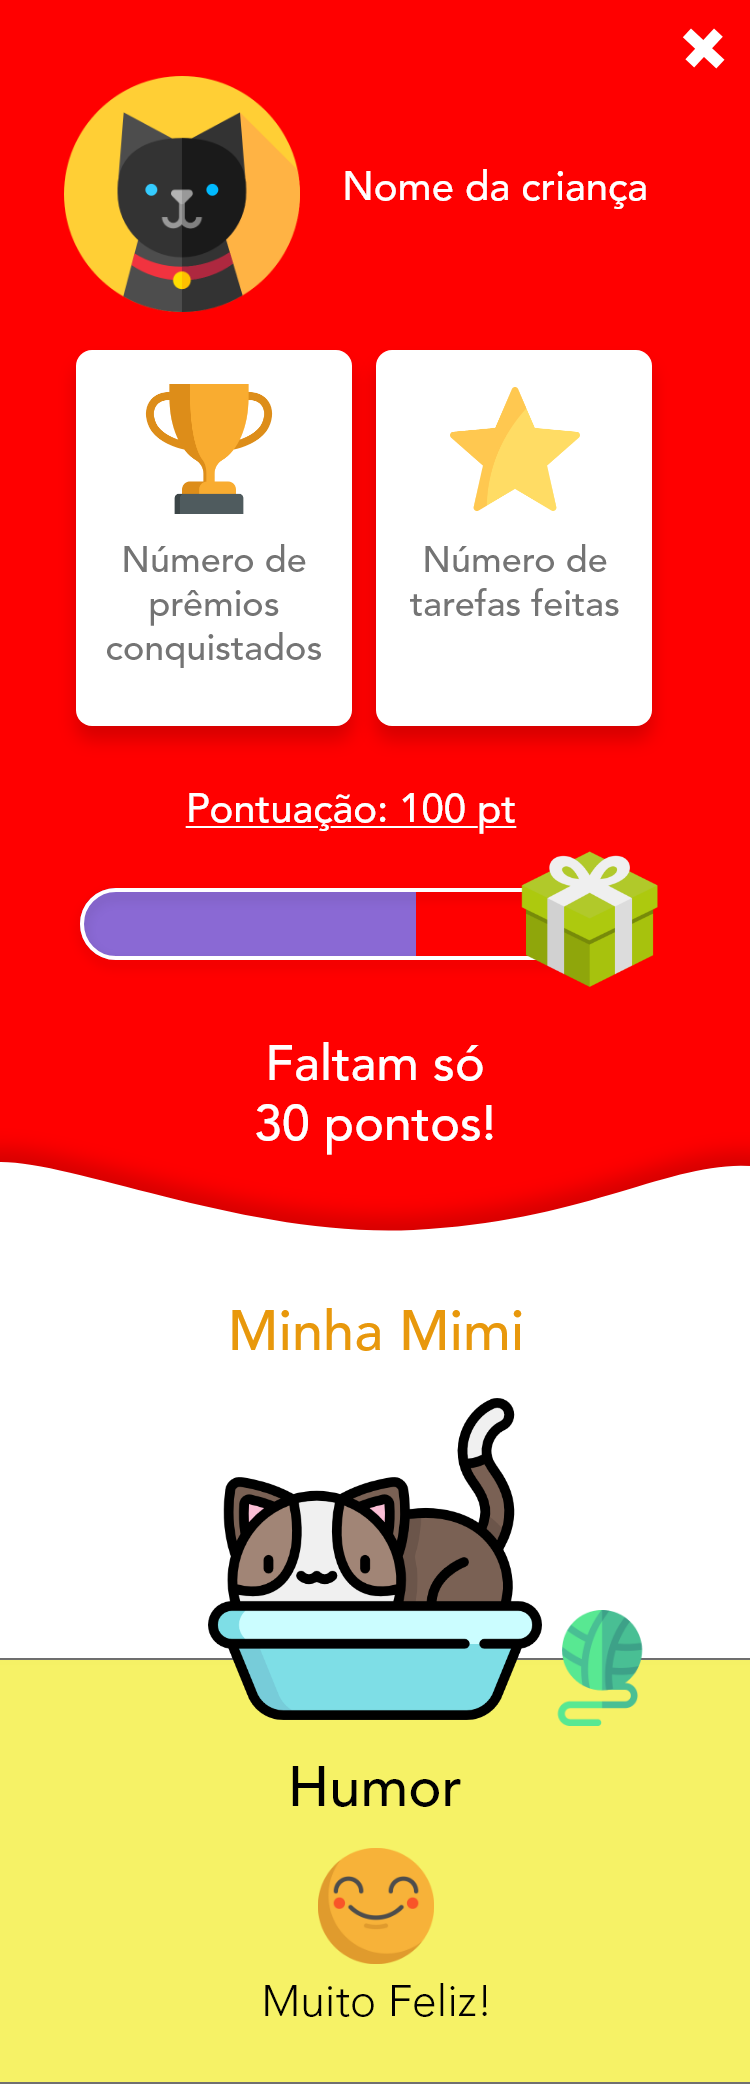 Nome da criança
Número de
prêmios
conquistados
Número de
tarefas feitas
Pontuação: 100 pt
Faltam só
30 pontos!
Minha Mimi
Humor
Muito Feliz!